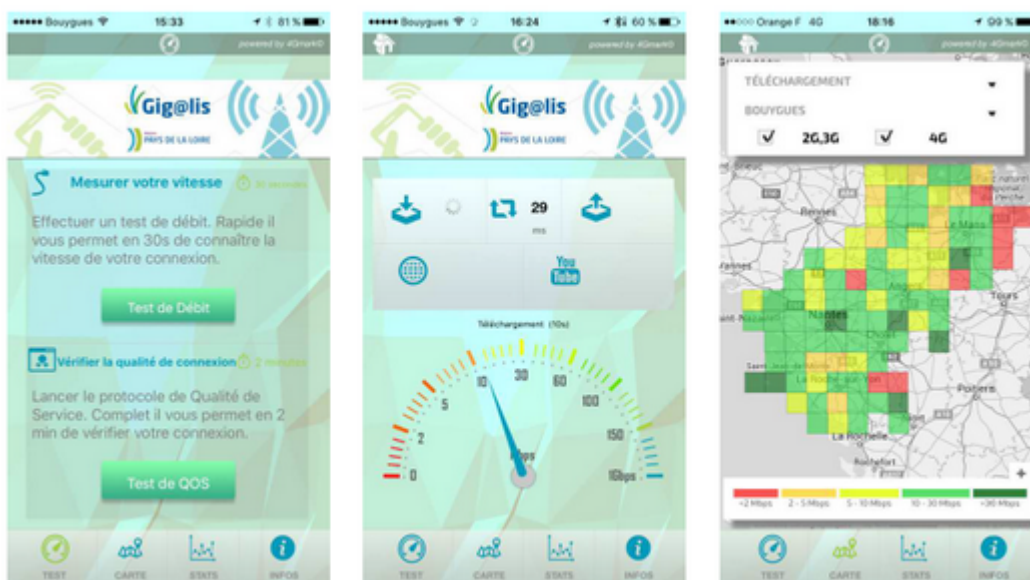 Bouygues 15:33 81 %
powered by 4GmarkHD
Gig@lis
PAYS DE LA LOIRE
Mesurer votre vitesse 30 secondes
Effectuer un test de débit. Rapide il
vous permet en 30s de connaître la
vitesse de votre connexion.
Test de Débit
Vérifier la qualité de connexion 2 minutes
Lancer le protocole de Qualité de
Service. Complet il vous permet en 2
min de vérifier votre connexion.
Test de QOS
TEST CARTE STATS INFOS
Bouygues 16:24 60 %
powered by 4GmarkHD
Gig@lis
PAYS DE LA LOIRE
29
ms
You
Tube
Téléchargement (10s)
0 2 5 10 30 60 100 150 1Gbps
TEST CARTE STATS INFOS
Orange F 4G 18:16 99 %
powered by 4GmarkHD
TÉLÉCHARGEMENT
BOUYGUES
2G,3G 4G
Rennes
Le Mans
Angers
Tours
Nantes
Cholet
La Roche-sur-Yon
Poitiers
La Rochelle
Rochefort
+
<2 Mbps 2 - 5 Mbps 5 - 10 Mbps 10 - 30 Mbps >30 Mbps
TEST CARTE STATS INFOS